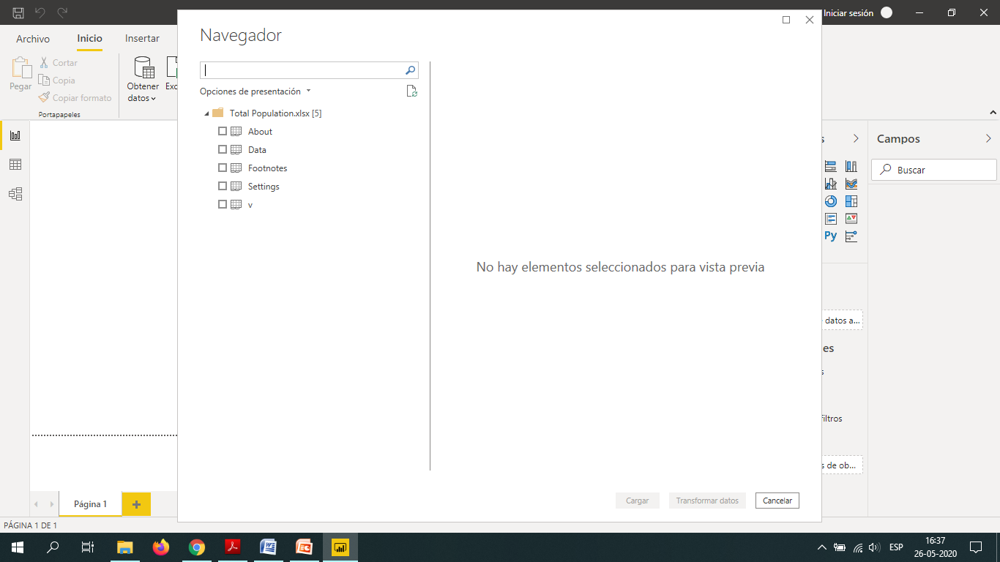 Iniciar sesión
Archivo
Inicio
Insertar
Pegar
Cortar
Copia
Copiar formato
Portapapeles
Obtener
datos
Exc
Navegador
Opciones de presentación
Total Population.xlsx [5]
About
Data
Footnotes
Settings
v
No hay elementos seleccionados para vista previa
Cargar
Transformar datos
Cancelar
s
Campos
Buscar
Py
datos a...
es
s
filtros
s de ob...
Página 1
PÁGINA 1 DE 1
ESP
16:37
26-05-2020